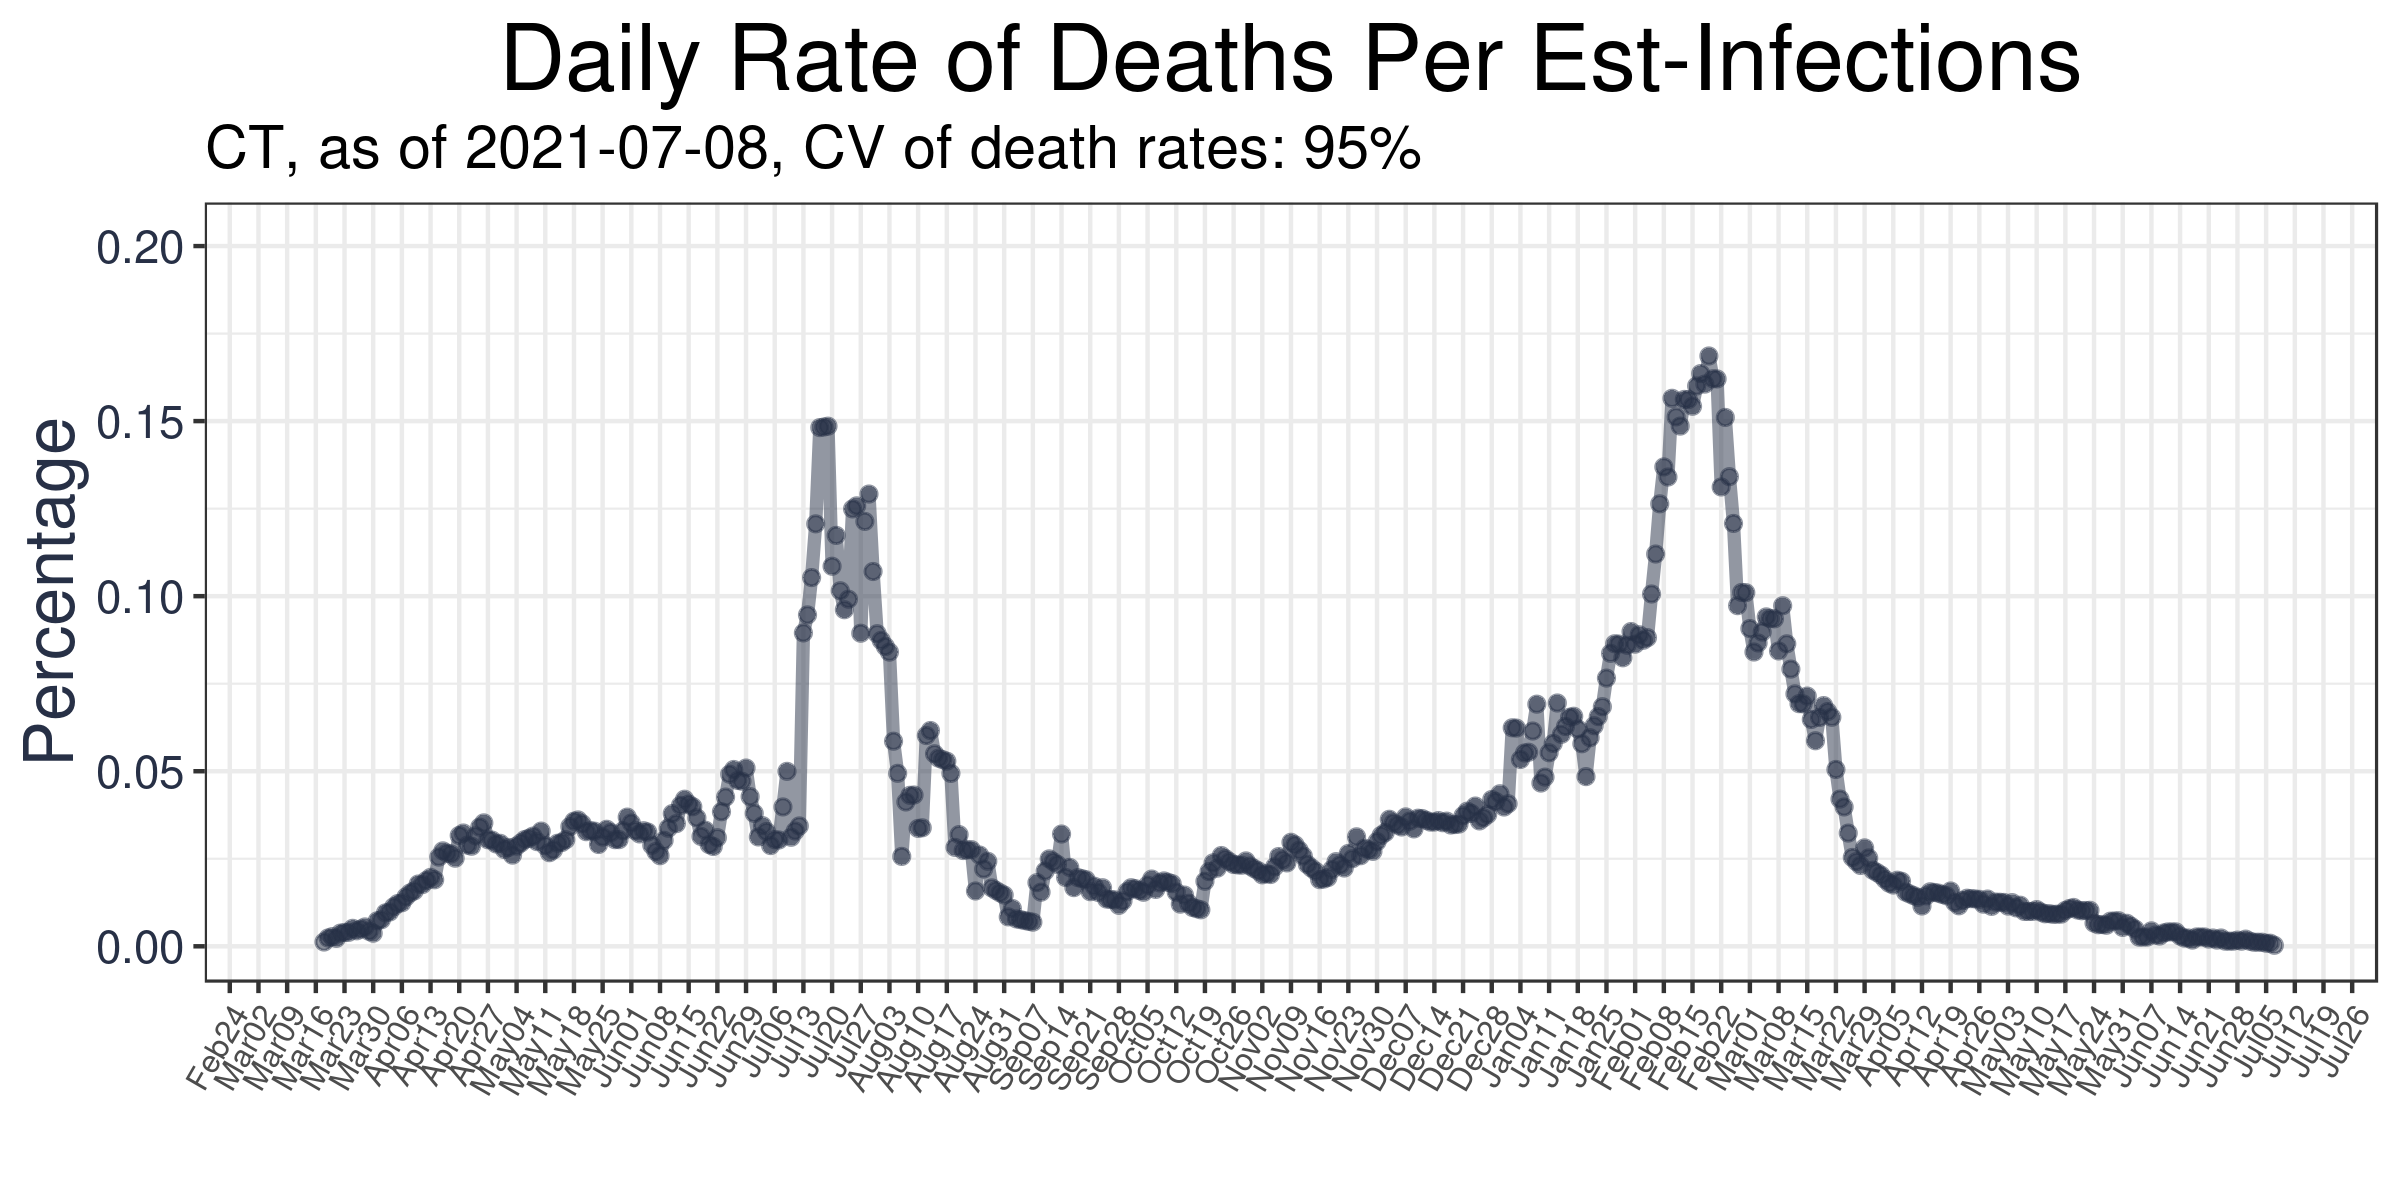 Daily Rate of Deaths Per Est-Infections
CT, as of 2021-07-08, CV of death rates: 95%
Percentage
0.20
0.15
0.10
0.05
0.00
Feb24
Mar02
Mar09
Mar16
Mar23
Mar30
Apr06
Apr13
Apr20
Apr27
May04
May11
May18
May25
Jun01
Jun08
Jun15
Jun22
Jun29
Jul06
Jul13
Jul20
Jul27
Aug03
Aug10
Aug17
Aug24
Aug31
Sep07
Sep14
Sep21
Sep28
Oct05
Oct12
Oct19
Oct26
Nov02
Nov09
Nov16
Nov23
Nov30
Dec07
Dec14
Dec21
Dec28
Jan04
Jan11
Jan18
Jan25
Feb01
Feb08
Feb15
Feb22
Mar01
Mar08
Mar15
Mar22
Mar29
Apr05
Apr12
Apr19
Apr26
May03
May10
May17
May24
May31
Jun07
Jun14
Jun21
Jun28
Jul05
Jul12
Jul19
Jul26